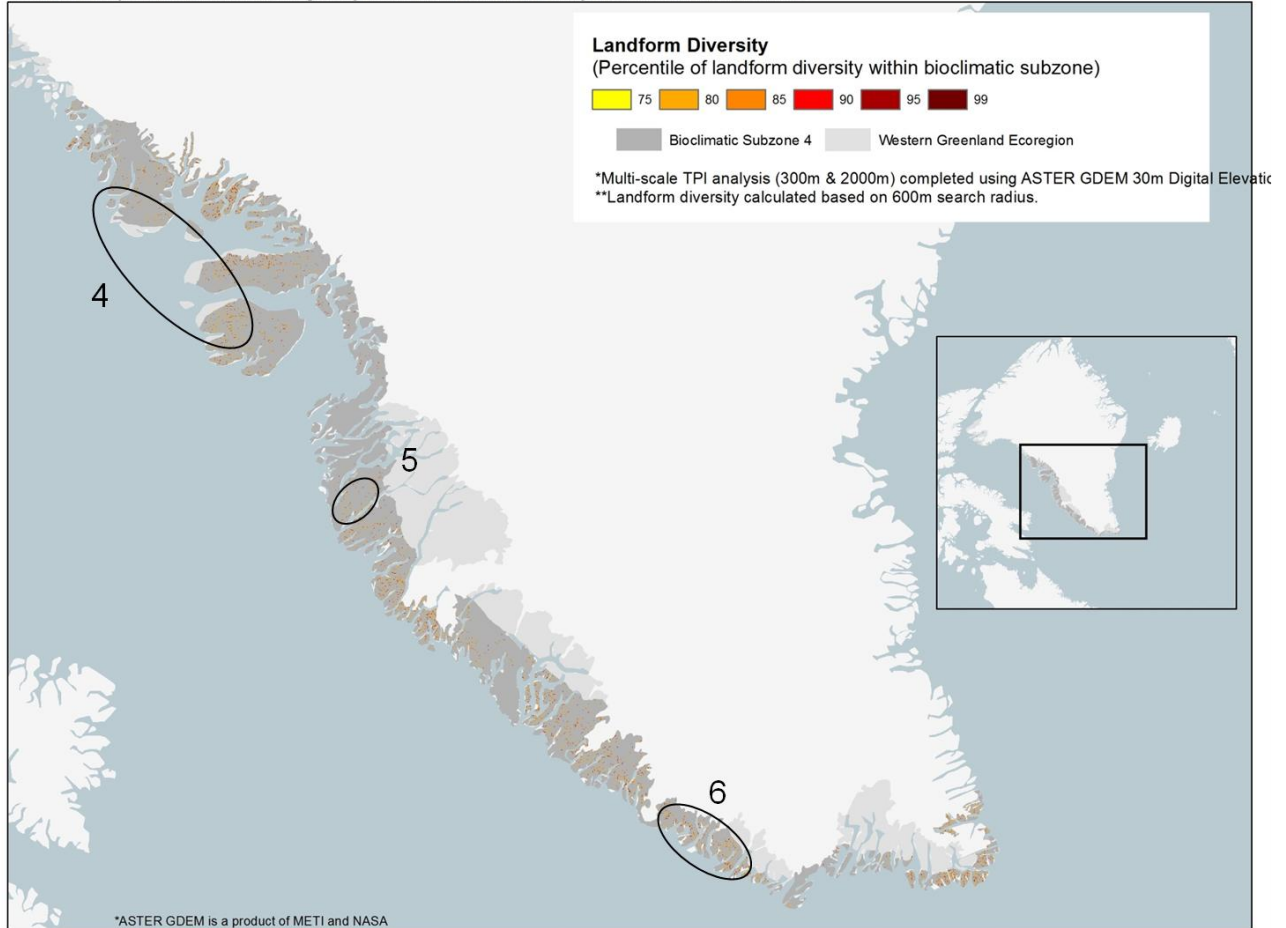 Landform Diversity
(Percentile of landform diversity within bioclimatic subzone)
75 80 85 90 95 99
Bioclimatic Subzone 4 Western Greenland Ecoregion
*Multi-scale TPI analysis (300m & 2000m) completed using ASTER GDEM 30m Digital Elevatio
**Landform diversity calculated based on 600m search radius.
4
5
6
*ASTER GDEM is a product of METI and NASA